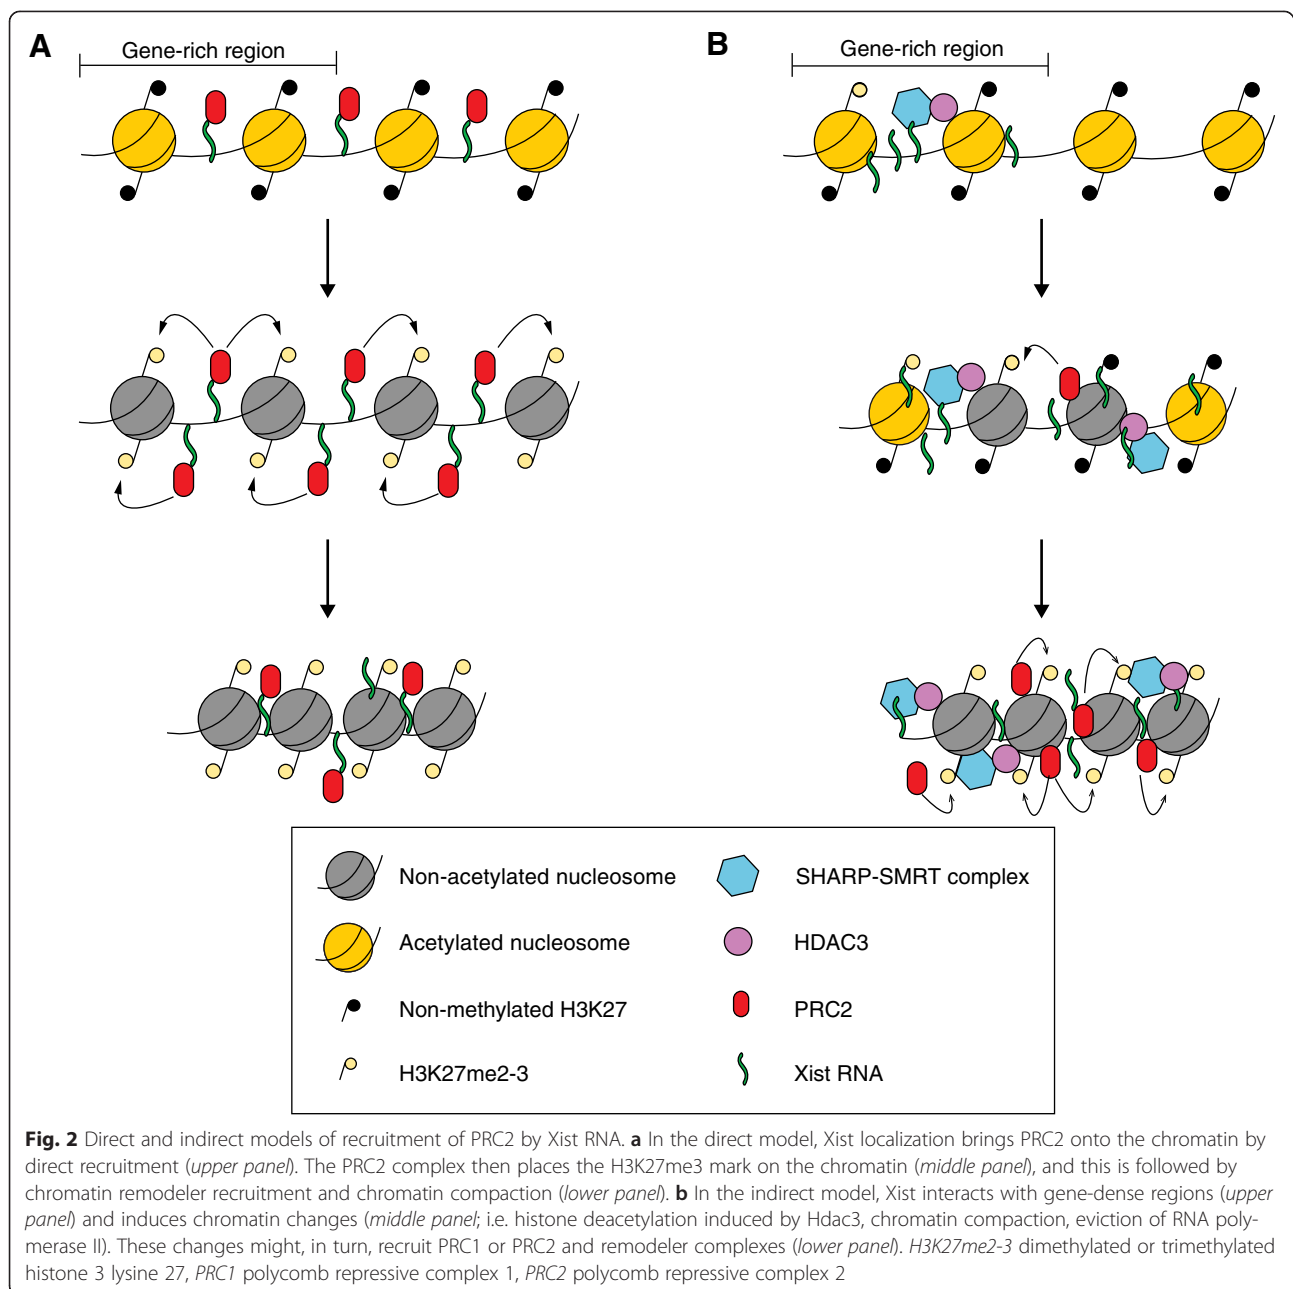 A
Gene-rich region
B
Gene-rich region
Non-acetylated nucleosome
SHARP-SMRT complex
Acetylated nucleosome
HDAC3
Non-methylated H3K27
PRC2
H3K27me2-3
Xist RNA
Fig. 2 Direct and indirect models of recruitment of PRC2 by Xist RNA. a In the direct model, Xist localization brings PRC2 onto the chromatin by
direct recruitment (upper panel). The PRC2 complex then places the H3K27me3 mark on the chromatin (middle panel), and this is followed by
chromatin remodeler recruitment and chromatin compaction (lower panel). b In the indirect model, Xist interacts with gene-dense regions (upper
panel) and induces chromatin changes (middle panel; i.e. histone deacetylation induced by Hdac3, chromatin compaction, eviction of RNA poly-
merase II). These changes might, in turn, recruit PRC1 or PRC2 and remodeler complexes (lower panel). H3K27me2-3 dimethylated or trimethylated
histone 3 lysine 27, PRC1 polycomb repressive complex 1, PRC2 polycomb repressive complex 2